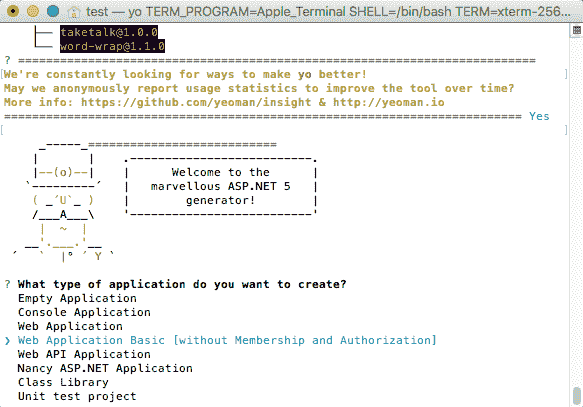 test — yo TERM_PROGRAM=Apple_Terminal SHELL=/bin/bash TERM=xterm-256...
├── taketalk@1.0.0
└── word-wrap@1.1.0
? ==========================================================================
We're constantly looking for ways to make yo better!
May we anonymously report usage statistics to improve the tool over time?
More info: https://github.com/yeoman/insight & http://yeoman.io
========================================================================== Yes
Welcome to the
marvellous ASP.NET 5
generator!
? What type of application do you want to create?
Empty Application
Console Application
Web Application
❯ Web Application Basic [without Membership and Authorization]
Web API Application
Nancy ASP.NET Application
Class Library
Unit test project